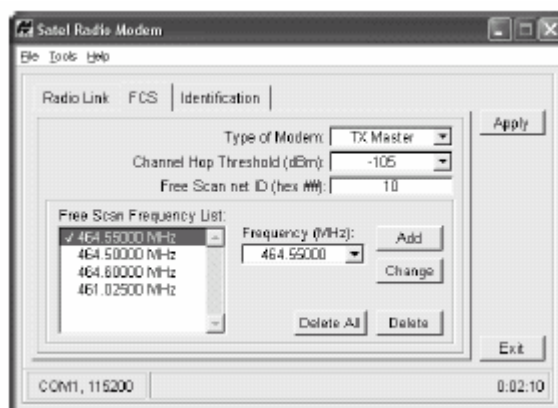 Satel Radio Modem
File Tools Help
Radio Link FCS Identification
Apply
Type of Modem: TX Master
Channel Hop Threshold (dBm): -105
Free Scan net ID (hex ##): 10
Free Scan Frequency List:
✓ 464.55000 MHz
464.50000 MHz
464.60000 MHz
461.02500 MHz
Frequency (MHz):
464.55000
Add
Change
Delete All Delete
Exit
COM1, 115200 0:02:10